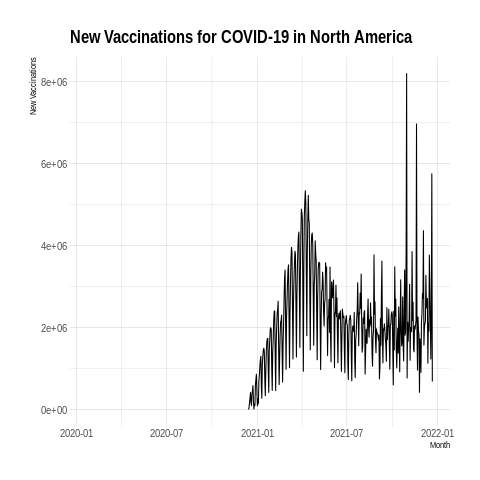 New Vaccinations for COVID-19 in North America
New Vaccinations
8e+06
6e+06
4e+06
2e+06
0e+00
2020-01 2020-07 2021-01 2021-07 2022-01
Month